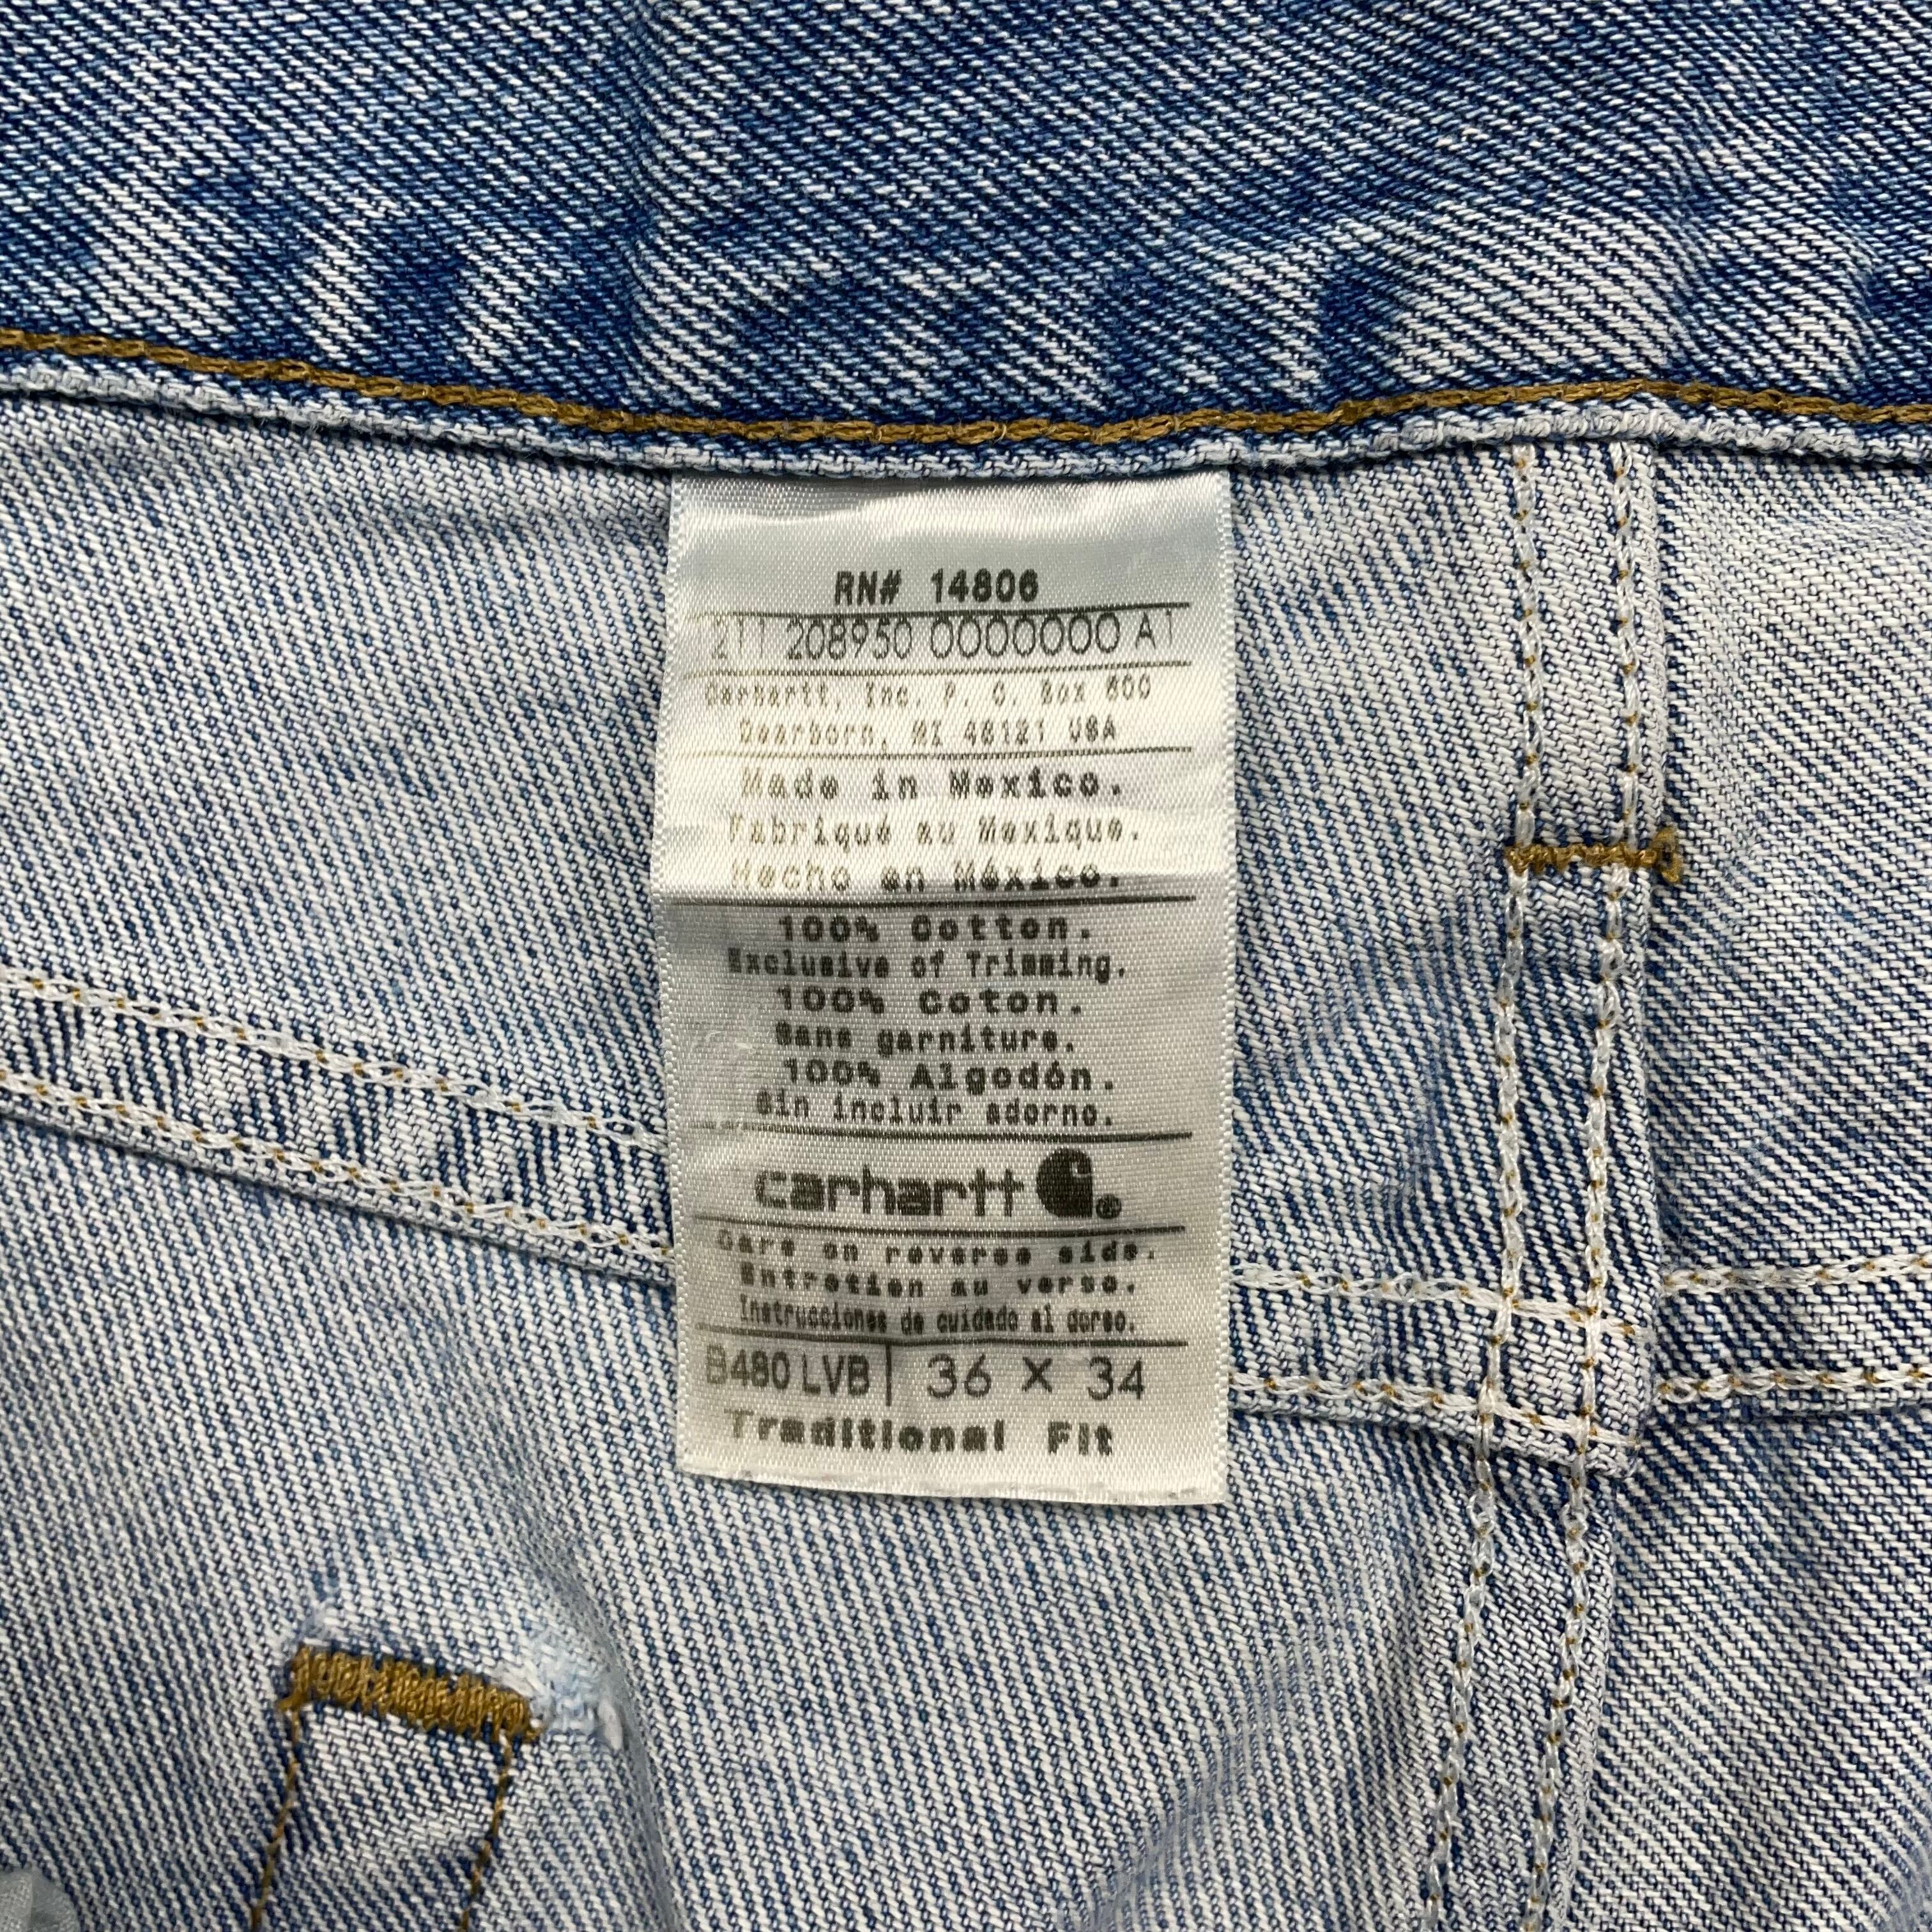 RN# 14806
211 208950 0000000 A1
Carhartt, Inc. P. O. Box 600
Dearborn, MI 48121 USA
Made in Mexico.
Fabriqué au Mexique.
Hecho en México.
100% Cotton.
Exclusive of Trimming.
100% Coton.
Sans garniture.
100% Algodón.
Sin incluir adorno.
carhartt ®
Care on reverse side.
Entretien au verso.
Instrucciones de cuidado al dorso.
B480 LVB | 36 X 34
Traditional Fit